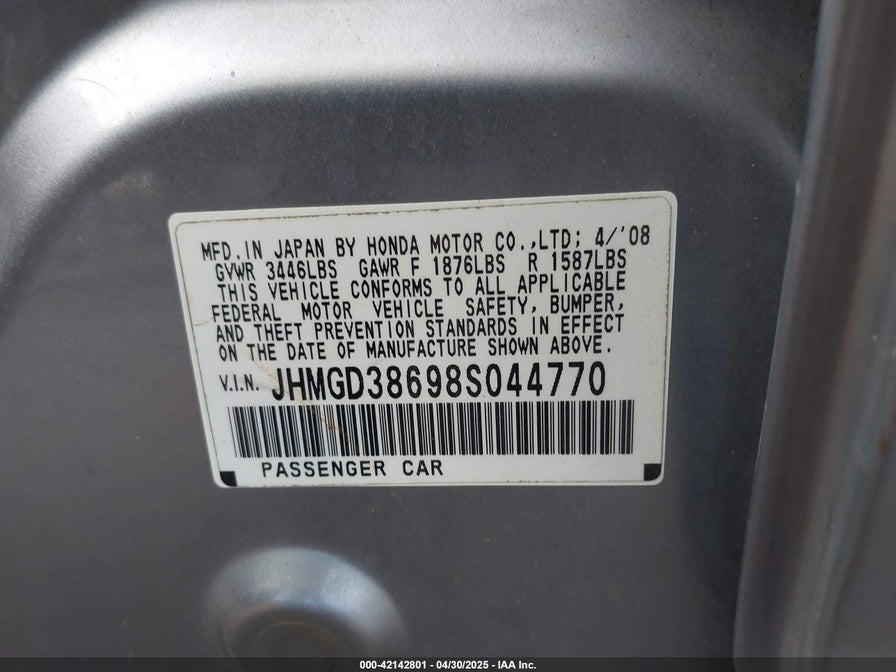 MFD. IN JAPAN BY HONDA MOTOR CO.,LTD; 4/'08
GVWR 3446LBS GAWR F 1876LBS R 1587LBS
THIS VEHICLE CONFORMS TO ALL APPLICABLE
FEDERAL MOTOR VEHICLE SAFETY, BUMPER,
AND THEFT PREVENTION STANDARDS IN EFFECT
ON THE DATE OF MANUFACTURE SHOWN ABOVE.
V.I.N. JHMGD38698S044770
PASSENGER CAR
000-42142801 - 04/30/2025 - IAA Inc.